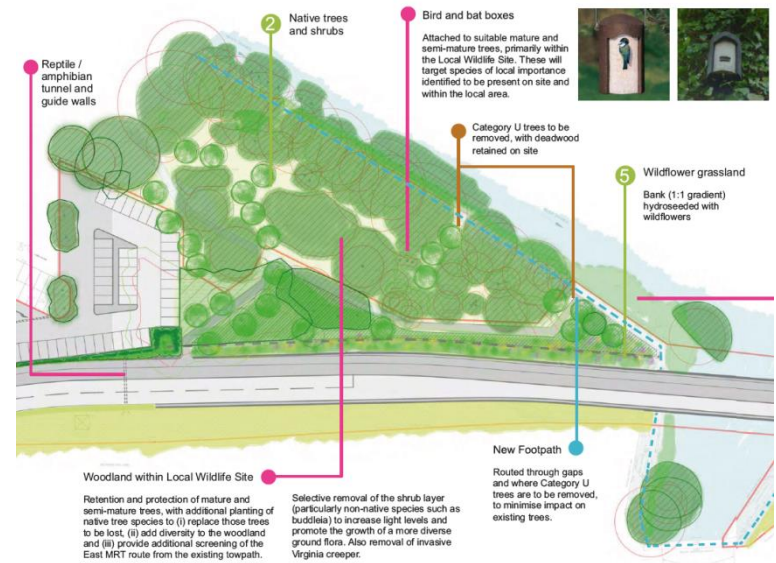 Reptile /
amphibian
tunnel and
guide walls
2
Native trees
and shrubs
Bird and bat boxes
Attached to suitable mature and
semi-mature trees, primarily within
the Local Wildlife Site. These will
target species of local importance
identified to be present on site and
within the local area.
Category U trees to be
removed, with deadwood
retained on site
5
Wildflower grassland
Bank (1:1 gradient)
hydroseeded with
wildflowers
Woodland within Local Wildlife Site
Retention and protection of mature and
semi-mature trees, with additional planting of
native tree species to (i) replace those trees
to be lost, (ii) add diversity to the woodland
and (iii) provide additional screening of the
East MRT route from the existing towpath.
Selective removal of the shrub layer
(particularly non-native species such as
buddleia) to increase light levels and
promote the growth of a more diverse
ground flora. Also removal of invasive
Virginia creeper.
New Footpath
Routed through gaps
and where Category U
trees are to be removed,
to minimise impact on
existing trees.